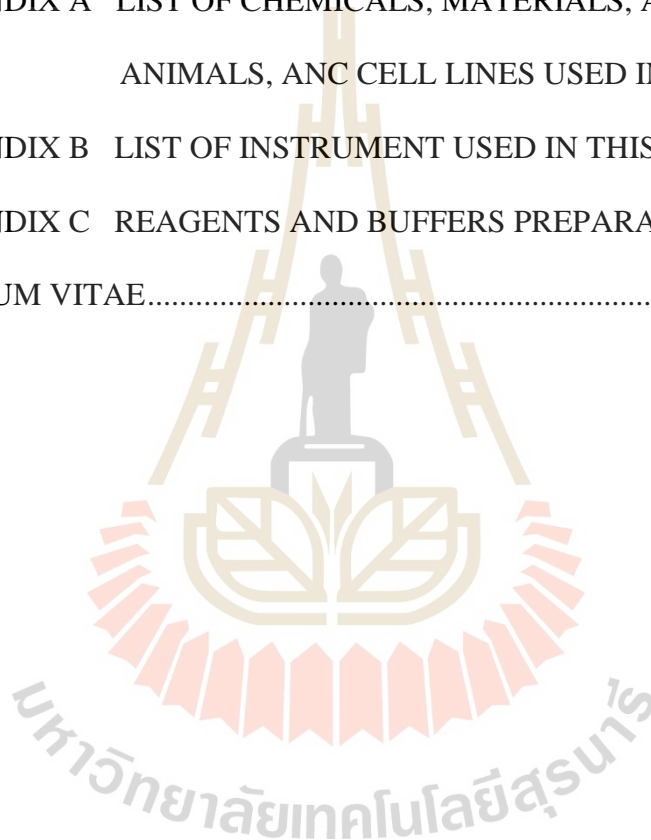 NDIX A LIST OF CHEMICALS, MATERIALS, A
ANIMALS, ANC CELL LINES USED IN
NDIX B LIST OF INSTRUMENT USED IN THIS
NDIX C REAGENTS AND BUFFERS PREPARA
UM VITAE
มหาวิทยาลัยเทคโนโลยีสุรนารี